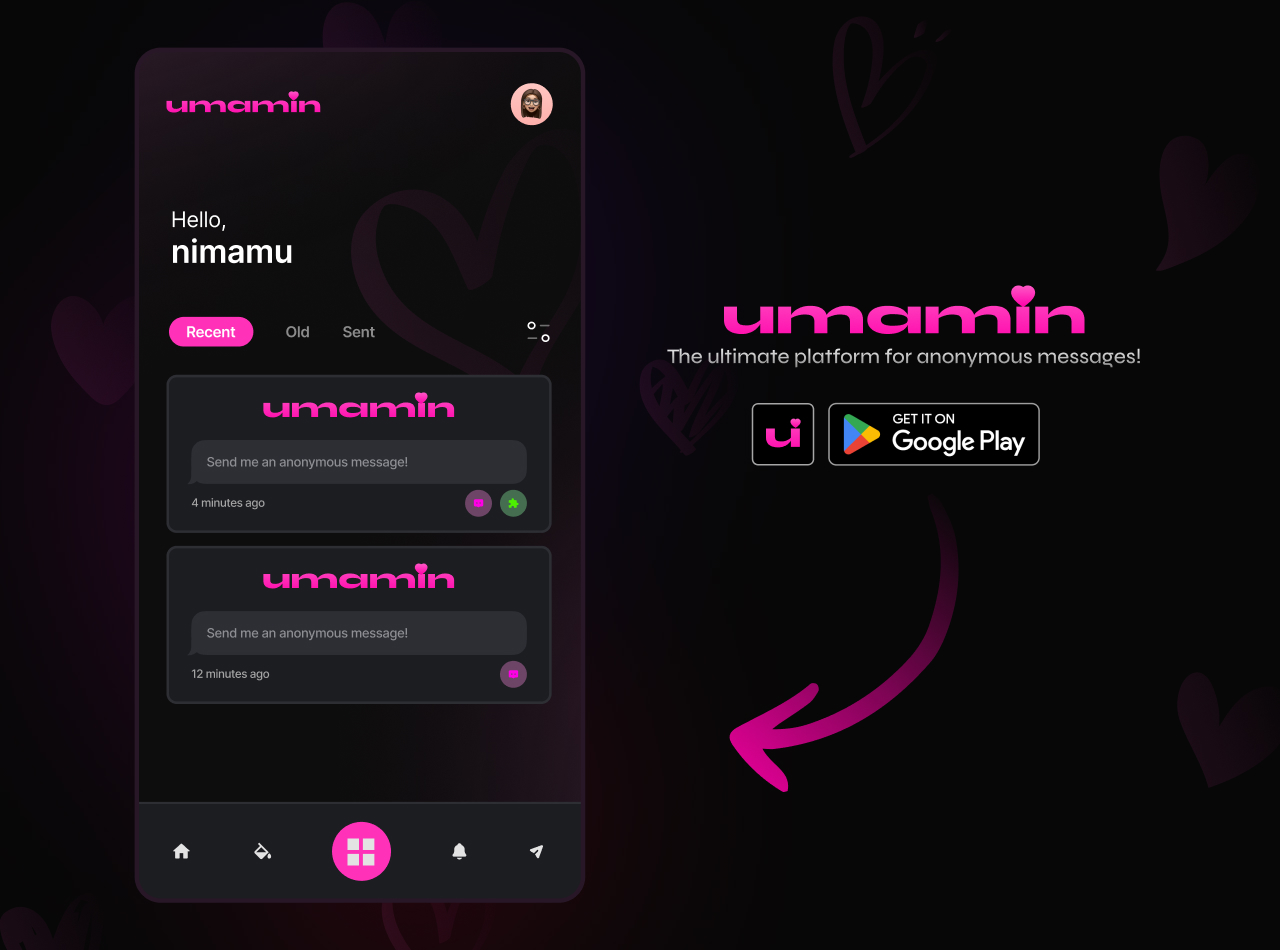 umamin
Hello,
nimamu
Recent Old Sent
umamin
Send me an anonymous message!
4 minutes ago
umamin
Send me an anonymous message!
12 minutes ago
umamin
The ultimate platform for anonymous messages!
ui
GET IT ON
Google Play